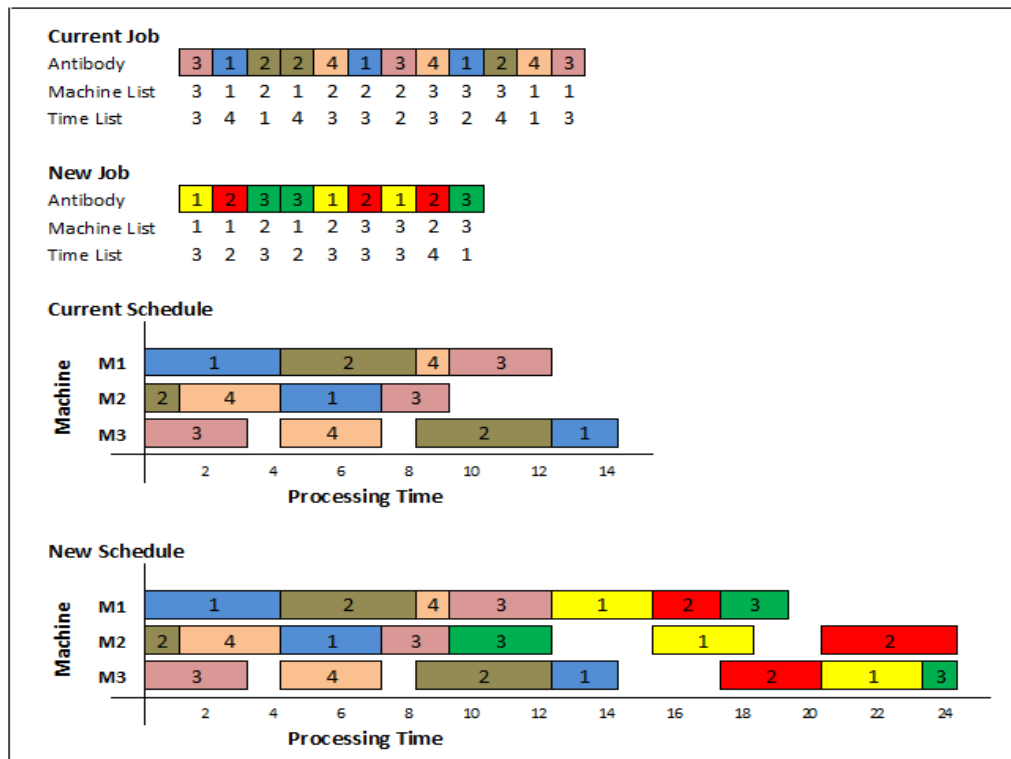 Current Job
Antibody 3 1 2 2 4 1 3 4 1 2 4 3
Machine List 3 1 2 1 2 2 2 3 3 3 1 1
Time List 3 4 1 4 3 3 2 3 2 4 1 3
New Job
Antibody 1 2 3 3 1 2 1 2 3
Machine List 1 1 2 1 2 3 3 2 3
Time List 3 2 3 2 3 3 3 4 1
Current Schedule
Machine
M1 1 2 4 3
M2 2 4 1 3
M3 3 4 2 1
2 4 6 8 10 12 14
Processing Time
New Schedule
Machine
M1 1 2 4 3 1 2 3
M2 2 4 1 3 3 1 2
M3 3 4 2 1 2 1 3
2 4 6 8 10 12 14 16 18 20 22 24
Processing Time